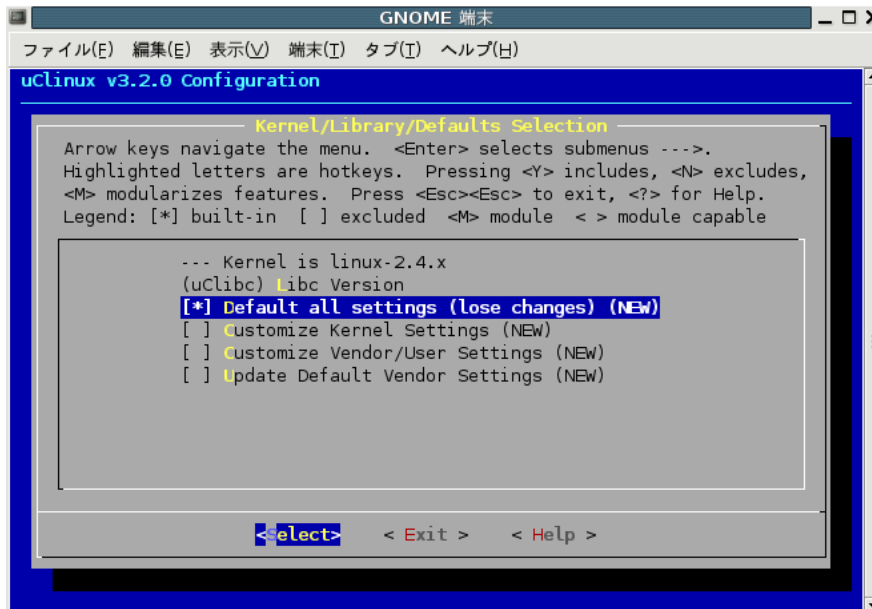 GNOME 端末
ファイル(F) 編集(E) 表示(V) 端末(T) タブ(T) ヘルプ(H)
uClinux v3.2.0 Configuration
Kernel/Library/Defaults Selection
Arrow keys navigate the menu. <Enter> selects submenus --->.
Highlighted letters are hotkeys. Pressing <Y> includes, <N> excludes,
<M> modularizes features. Press <Esc><Esc> to exit, <?> for Help.
Legend: [*] built-in [ ] excluded <M> module < > module capable
--- Kernel is linux-2.4.x
(uClibc) Libc Version
[*] Default all settings (lose changes) (NEW)
[ ] Customize Kernel Settings (NEW)
[ ] Customize Vendor/User Settings (NEW)
[ ] Update Default Vendor Settings (NEW)
<Select> < Exit > < Help >